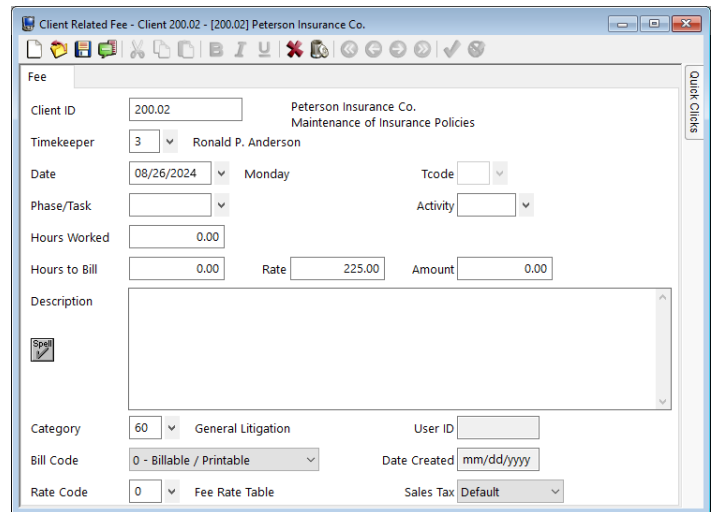 Client Related Fee - Client 200.02 - [200.02] Peterson Insurance Co.
B I U
Fee
Quick Clicks
Client ID 200.02 Peterson Insurance Co.
Maintenance of Insurance Policies
Timekeeper 3 Ronald P. Anderson
Date 08/26/2024 Monday Tcode
Phase/Task Activity
Hours Worked 0.00
Hours to Bill 0.00 Rate 225.00 Amount 0.00
Description
Spell
Category 60 General Litigation User ID
Bill Code 0 - Billable / Printable Date Created mm/dd/yyyy
Rate Code 0 Fee Rate Table Sales Tax Default